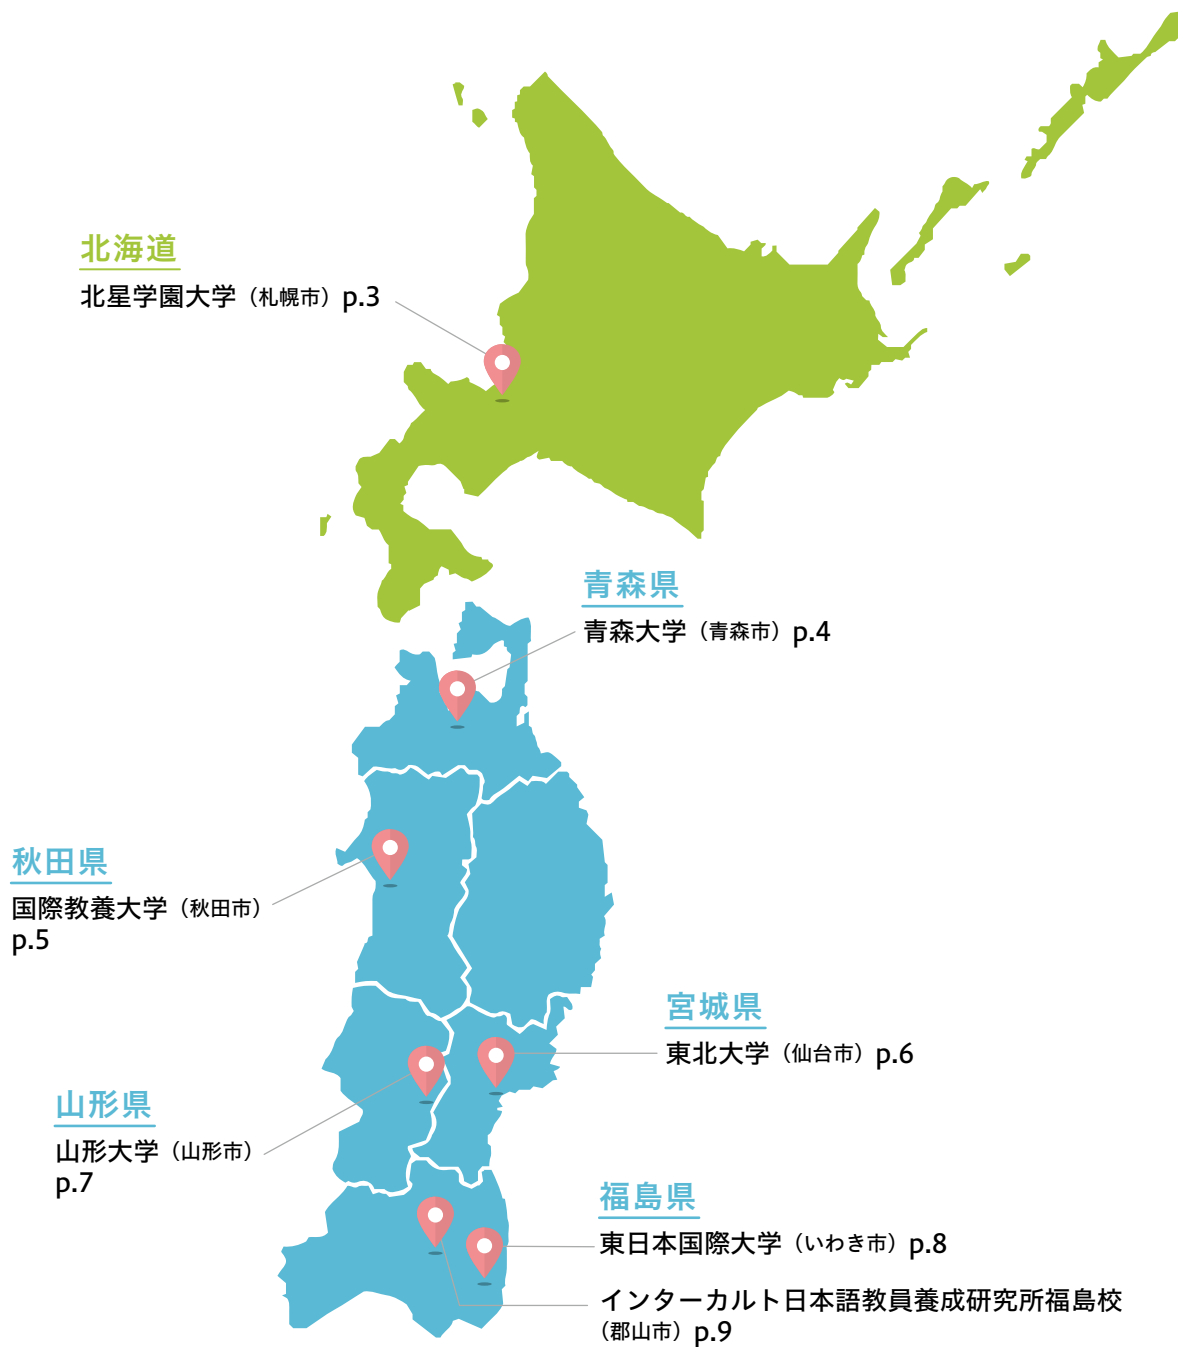 北海道
北星学園大学（札幌市）p.3
青森県
青森大学（青森市）p.4
秋田県
国際教養大学（秋田市）
p.5
宮城県
東北大学（仙台市）p.6
山形県
山形大学（山形市）
p.7
福島県
東日本国際大学（いわき市）p.8
インターカルト日本語教員養成研究所福島校
（郡山市）p.9